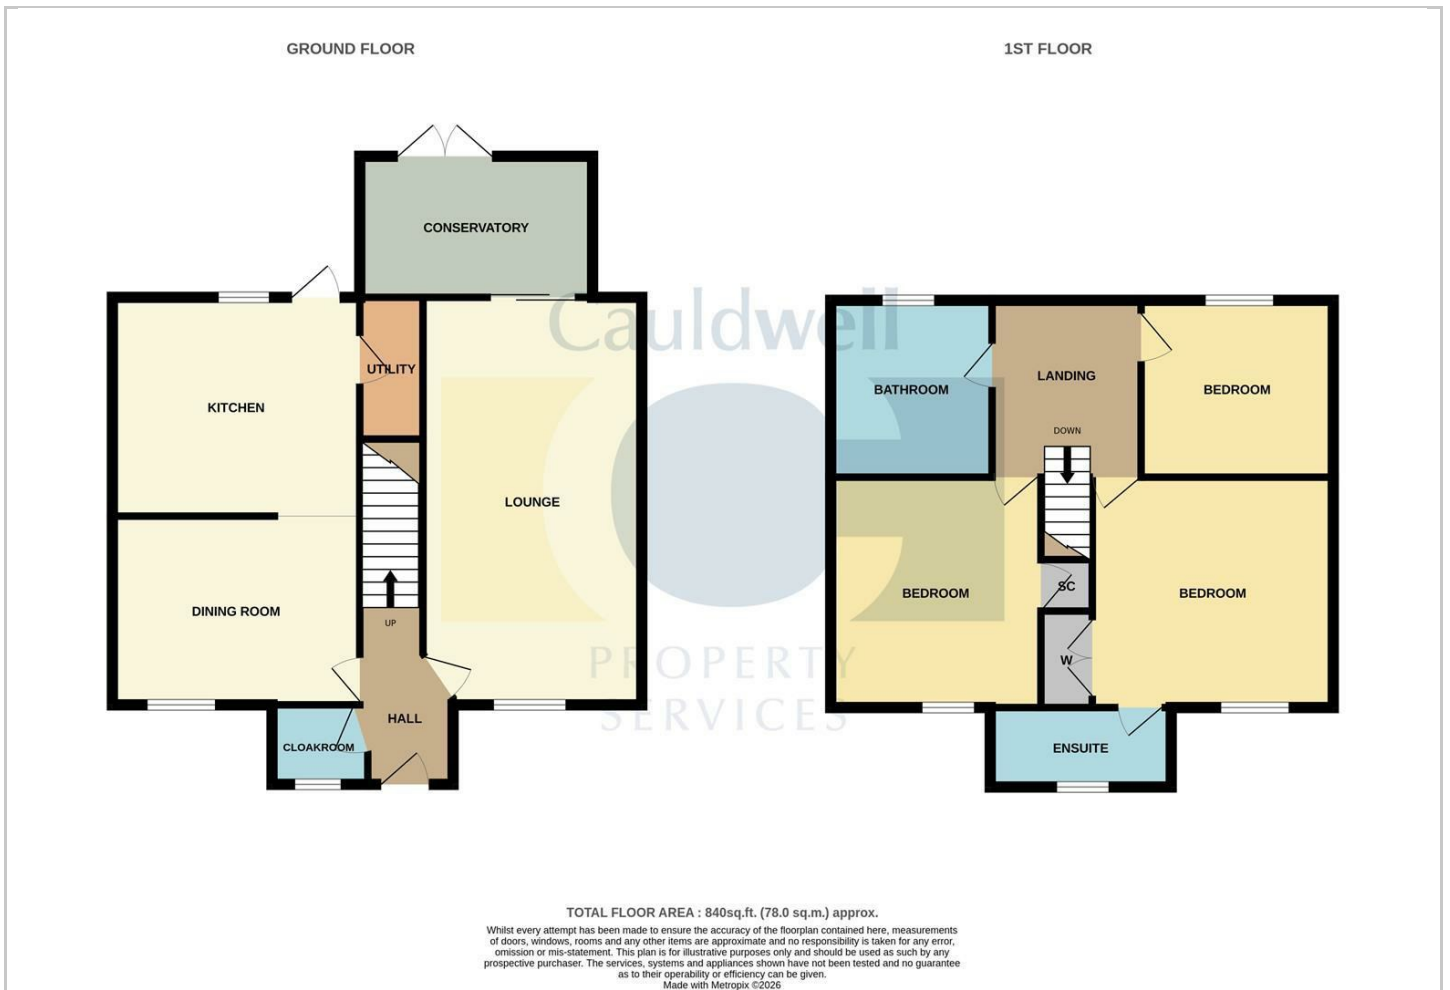 GROUND FLOOR
1ST FLOOR
CONSERVATORY
UTILITY
KITCHEN
LOUNGE
DINING ROOM
UP
HALL
CLOAKROOM
BATHROOM
LANDING
DOWN
BEDROOM
BEDROOM
SC
BEDROOM
W
ENSUITE
Cauldwell
PROPERTY
SERVICES
TOTAL FLOOR AREA : 840sq.ft. (78.0 sq.m.) approx.
Whilst every attempt has been made to ensure the accuracy of the floorplan contained here, measurements
of doors, windows, rooms and any other items are approximate and no responsibility is taken for any error,
omission or mis-statement. This plan is for illustrative purposes only and should be used as such by any
prospective purchaser. The services, systems and appliances shown have not been tested and no guarantee
as to their operability or efficiency can be given.
Made with Metropix ©2026